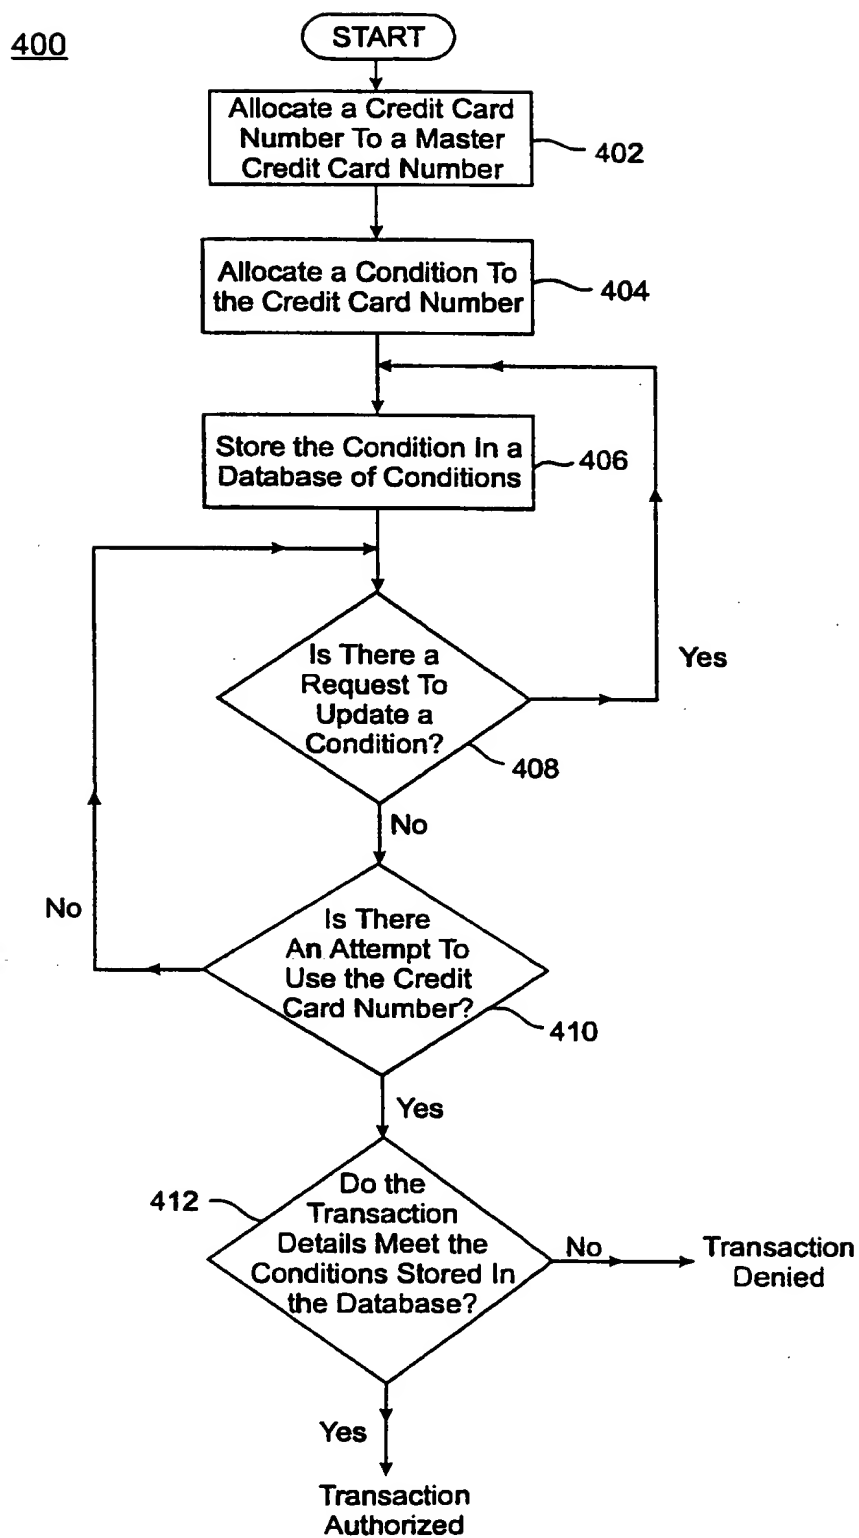 400
START
Allocate a Credit Card
Number To a Master
Credit Card Number
402
Allocate a Condition To
the Credit Card Number
404
Store the Condition In a
Database of Conditions
406
Is There a
Request To
Update a
Condition?
408
Yes
No
Is There
An Attempt To
Use the Credit
Card Number?
410
No
Yes
412
Do the
Transaction
Details Meet the
Conditions Stored In
the Database?
No
Transaction
Denied
Yes
Transaction
Authorized